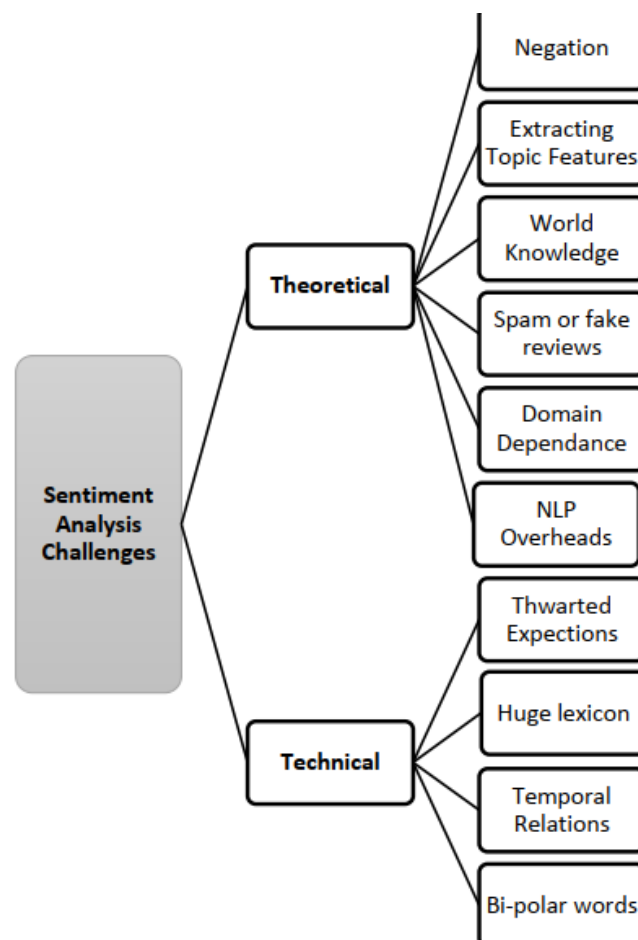 Negation
Extracting
Topic Features
World
Knowledge
Theoretical
Spam or fake
reviews
Domain
Dependance
Sentiment
Analysis
Challenges
NLP
Overheads
Thwarted
Expections
Huge lexicon
Technical
Temporal
Relations
Bi-polar words